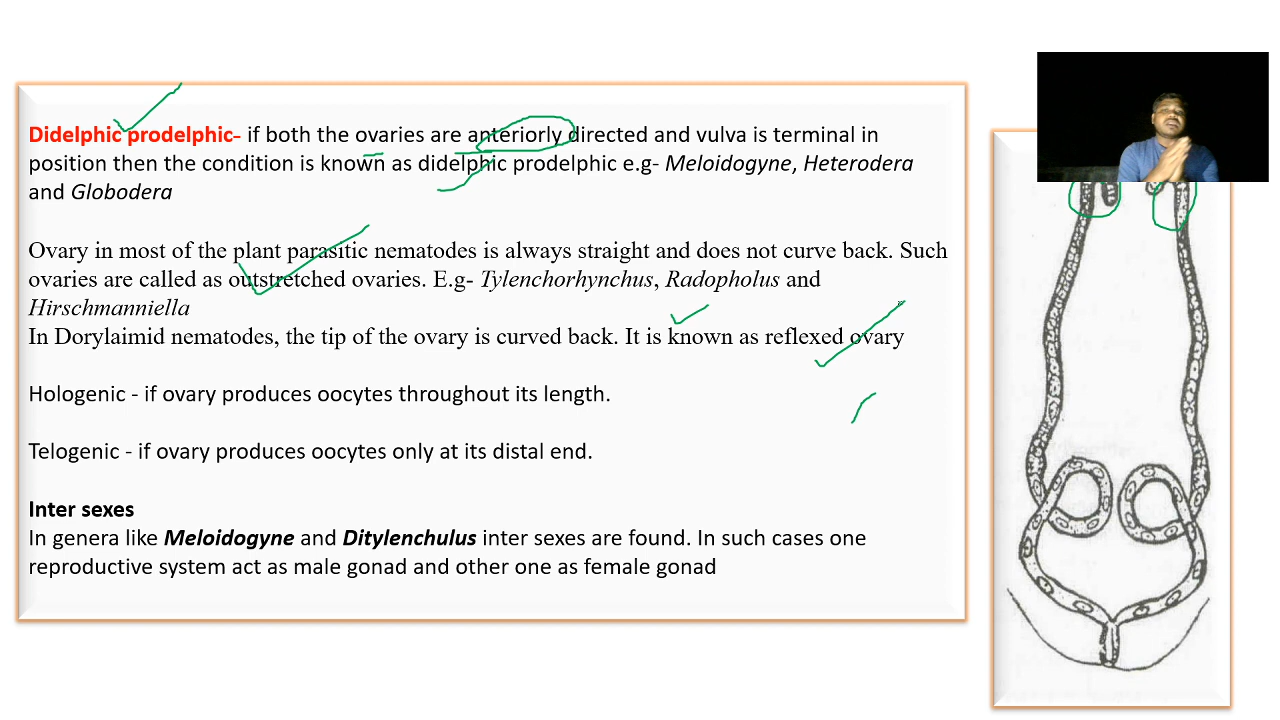 Didelphic prodelphic- if both the ovaries are anteriorly directed and vulva is terminal in
position then the condition is known as didelphic prodelphic e.g- Meloidogyne, Heterodera
and Globodera
Ovary in most of the plant parasitic nematodes is always straight and does not curve back. Such
ovaries are called as outstretched ovaries. E.g- Tylenchorhynchus, Radopholus and
Hirschmanniella
In Dorylaimid nematodes, the tip of the ovary is curved back. It is known as reflexed ovary
Hologenic - if ovary produces oocytes throughout its length.
Telogenic - if ovary produces oocytes only at its distal end.
Inter sexes
In genera like Meloidogyne and Ditylenchulus inter sexes are found. In such cases one
reproductive system act as male gonad and other one as female gonad